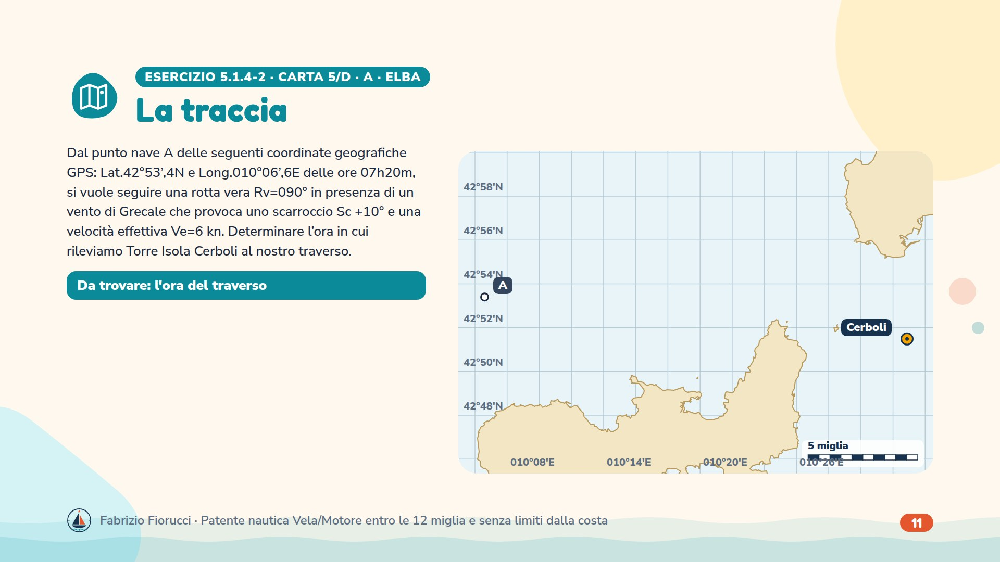 ESERCIZIO 5.1.4-2 · CARTA 5/D · A · ELBA
La traccia
Dal punto nave A delle seguenti coordinate geografiche
GPS: Lat.42°53’,4N e Long.010°06’,6E delle ore 07h20m,
si vuole seguire una rotta vera Rv=090° in presenza di un
vento di Grecale che provoca uno scarroccio Sc +10° e una
velocità effettiva Ve=6 kn. Determinare l’ora in cui
rileviamo Torre Isola Cerboli al nostro traverso.
Da trovare: l'ora del traverso
42°58'N
42°56'N
42°54'N
A
42°52'N
Cerboli
42°50'N
42°48'N
5 miglia
010°08'E
010°14'E
010°20'E
010°26'E
Fabrizio Fiorucci · Patente nautica Vela/Motore entro le 12 miglia e senza limiti dalla costa
11